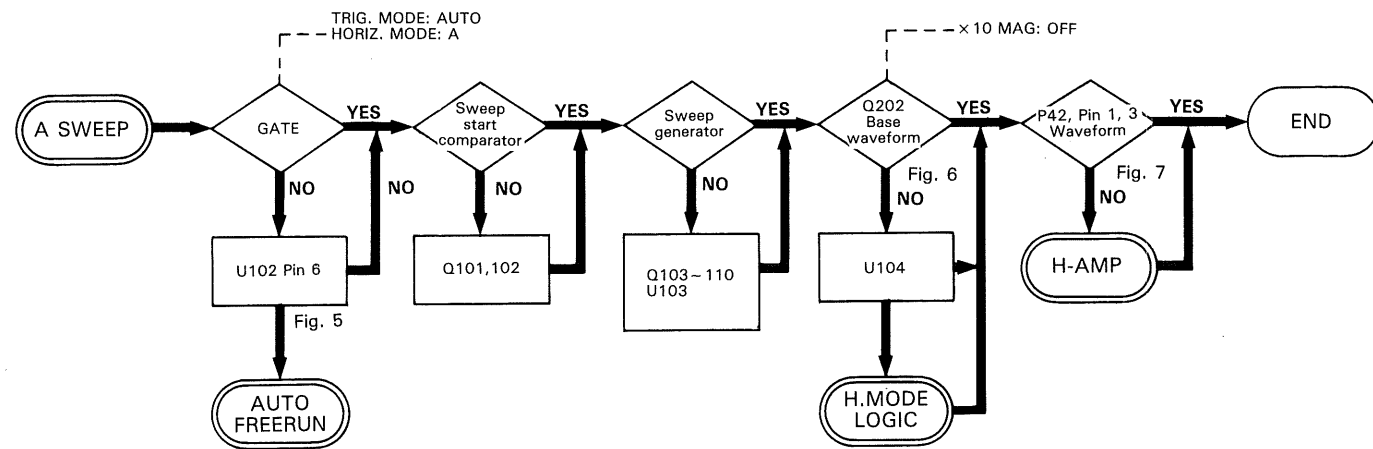 TRIG. MODE: AUTO
HORIZ. MODE: A
×10 MAG: OFF
A SWEEP
GATE
YES
Sweep
start
comparator
YES
Sweep
generator
YES
Q202
Base
waveform
YES
P42, Pin 1, 3
Waveform
YES
END
Fig. 6
Fig. 7
NO
NO
NO
NO
NO
NO
U102 Pin 6
Q101,102
Q103~110
U103
U104
H-AMP
Fig. 5
AUTO
FREERUN
H.MODE
LOGIC